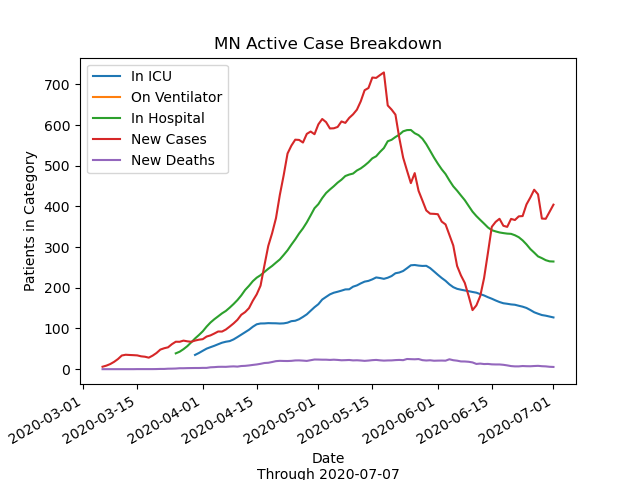 MN Active Case Breakdown
In ICU
On Ventilator
In Hospital
New Cases
New Deaths
Patients in Category
700
600
500
400
300
200
100
0
2020-03-01
2020-03-15
2020-04-01
2020-04-15
2020-05-01
2020-05-15
2020-06-01
2020-06-15
2020-07-01
Date
Through 2020-07-07